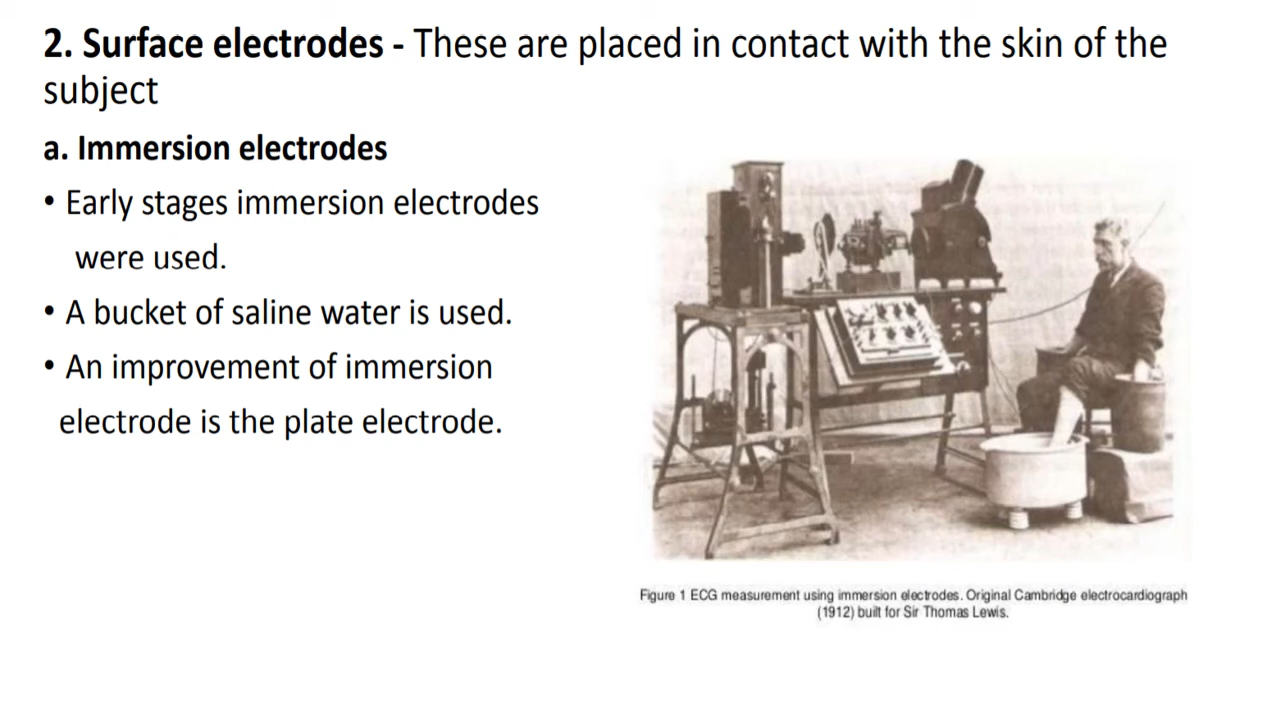 2. Surface electrodes - These are placed in contact with the skin of the
subject
a. Immersion electrodes
• Early stages immersion electrodes
were used.
• A bucket of saline water is used.
• An improvement of immersion
electrode is the plate electrode.
Figure 1 ECG measurement using immersion electrodes. Original Cambridge electrocardiograph
(1912) built for Sir Thomas Lewis.